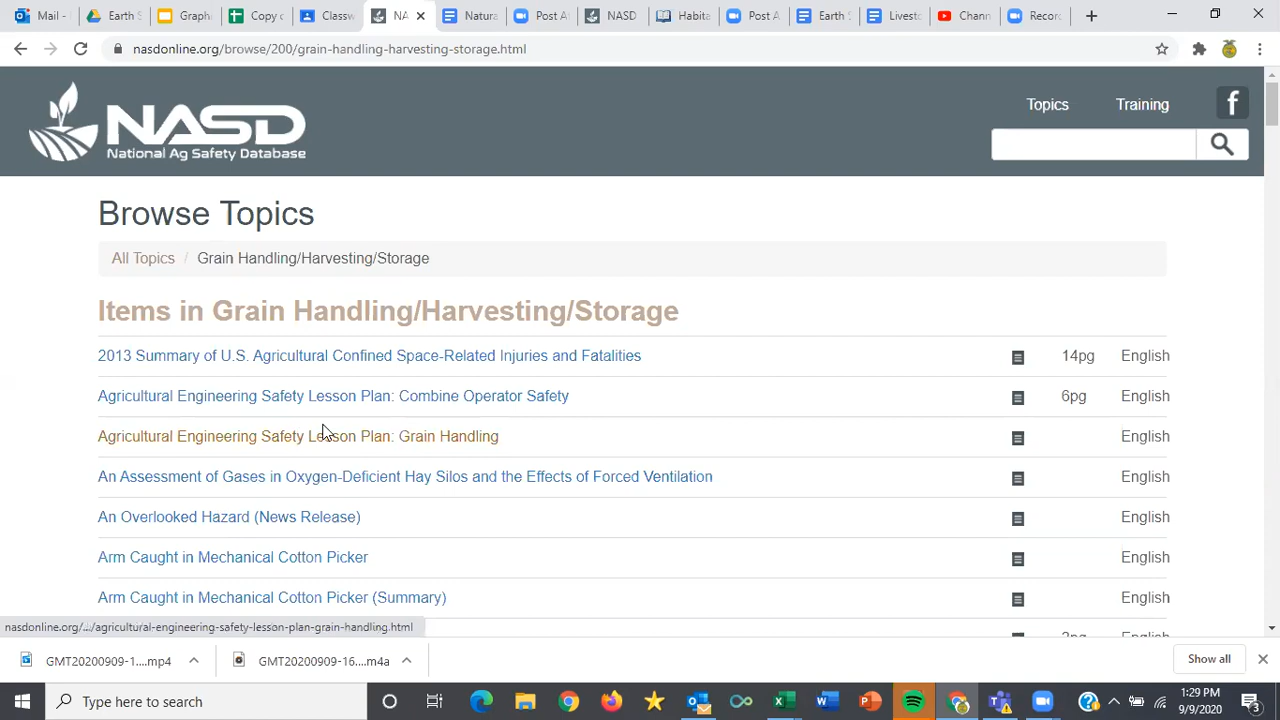 Mail -
Earth S
Graph
Copy o
Classw
NA
Natura
Post A
NASD
Habita
Post A
Earth S
Livesto
Chann
Recor
nasdonline.org/browse/200/grain-handling-harvesting-storage.html
NASD
National Ag Safety Database
Topics
Training
f
Browse Topics
All Topics / Grain Handling/Harvesting/Storage
Items in Grain Handling/Harvesting/Storage
2013 Summary of U.S. Agricultural Confined Space-Related Injuries and Fatalities 14pg English
Agricultural Engineering Safety Lesson Plan: Combine Operator Safety 6pg English
Agricultural Engineering Safety Lesson Plan: Grain Handling English
An Assessment of Gases in Oxygen-Deficient Hay Silos and the Effects of Forced Ventilation English
An Overlooked Hazard (News Release) English
Arm Caught in Mechanical Cotton Picker English
Arm Caught in Mechanical Cotton Picker (Summary) English
nasdonline.org/.../agricultural-engineering-safety-lesson-plan-grain-handling.html
English
GMT20200909-1....mp4
GMT20200909-16....m4a
Show all
Type here to search
1:29 PM
9/9/2020
3